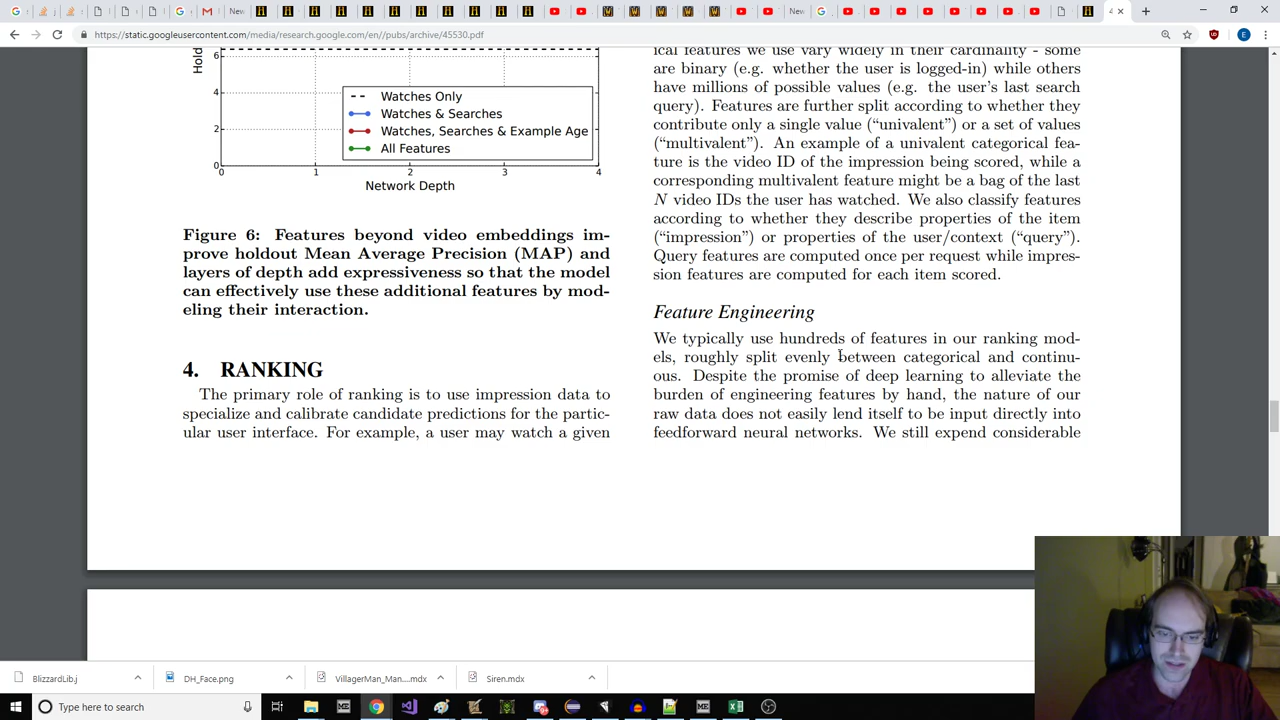 New
New
4
https://static.googleusercontent.com/media/research.google.com/en//pubs/archive/45530.pdf
E
Hold
6
4
2
0
0
1
2
3
4
Network Depth
Watches Only
Watches & Searches
Watches, Searches & Example Age
All Features
Figure 6: Features beyond video embeddings im-
prove holdout Mean Average Precision (MAP) and
layers of depth add expressiveness so that the model
can effectively use these additional features by mod-
eling their interaction.
4. RANKING
The primary role of ranking is to use impression data to
specialize and calibrate candidate predictions for the partic-
ular user interface. For example, a user may watch a given
ical features we use vary widely in their cardinality - some
are binary (e.g. whether the user is logged-in) while others
have millions of possible values (e.g. the user's last search
query). Features are further split according to whether they
contribute only a single value (“univalent”) or a set of values
(“multivalent”). An example of a univalent categorical fea-
ture is the video ID of the impression being scored, while a
corresponding multivalent feature might be a bag of the last
N video IDs the user has watched. We also classify features
according to whether they describe properties of the item
(“impression”) or properties of the user/context (“query”).
Query features are computed once per request while impres-
sion features are computed for each item scored.
Feature Engineering
We typically use hundreds of features in our ranking mod-
els, roughly split evenly between categorical and continu-
ous. Despite the promise of deep learning to alleviate the
burden of engineering features by hand, the nature of our
raw data does not easily lend itself to be input directly into
feedforward neural networks. We still expend considerable
BlizzardLib.j
DH_Face.png
VillagerMan_Man....mdx
Siren.mdx
Type here to search
ME
ME